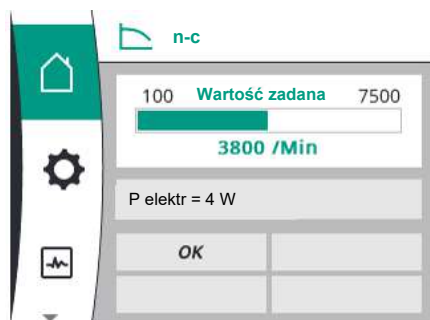 n-c
100 Wartość zadana 7500
3800 /Min
P elektr = 4 W
OK